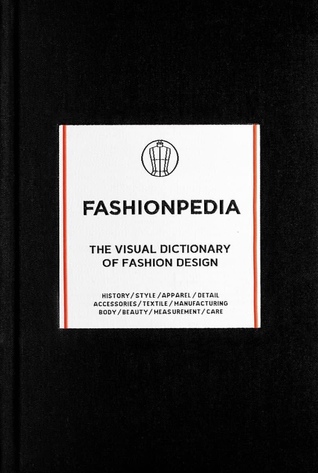 FASHIONPEDIA
THE VISUAL DICTIONARY
OF FASHION DESIGN
HISTORY / STYLE / APPAREL / DETAIL
ACCESSORIES / TEXTILE / MANUFACTURING
BODY / BEAUTY / MEASUREMENT / CARE